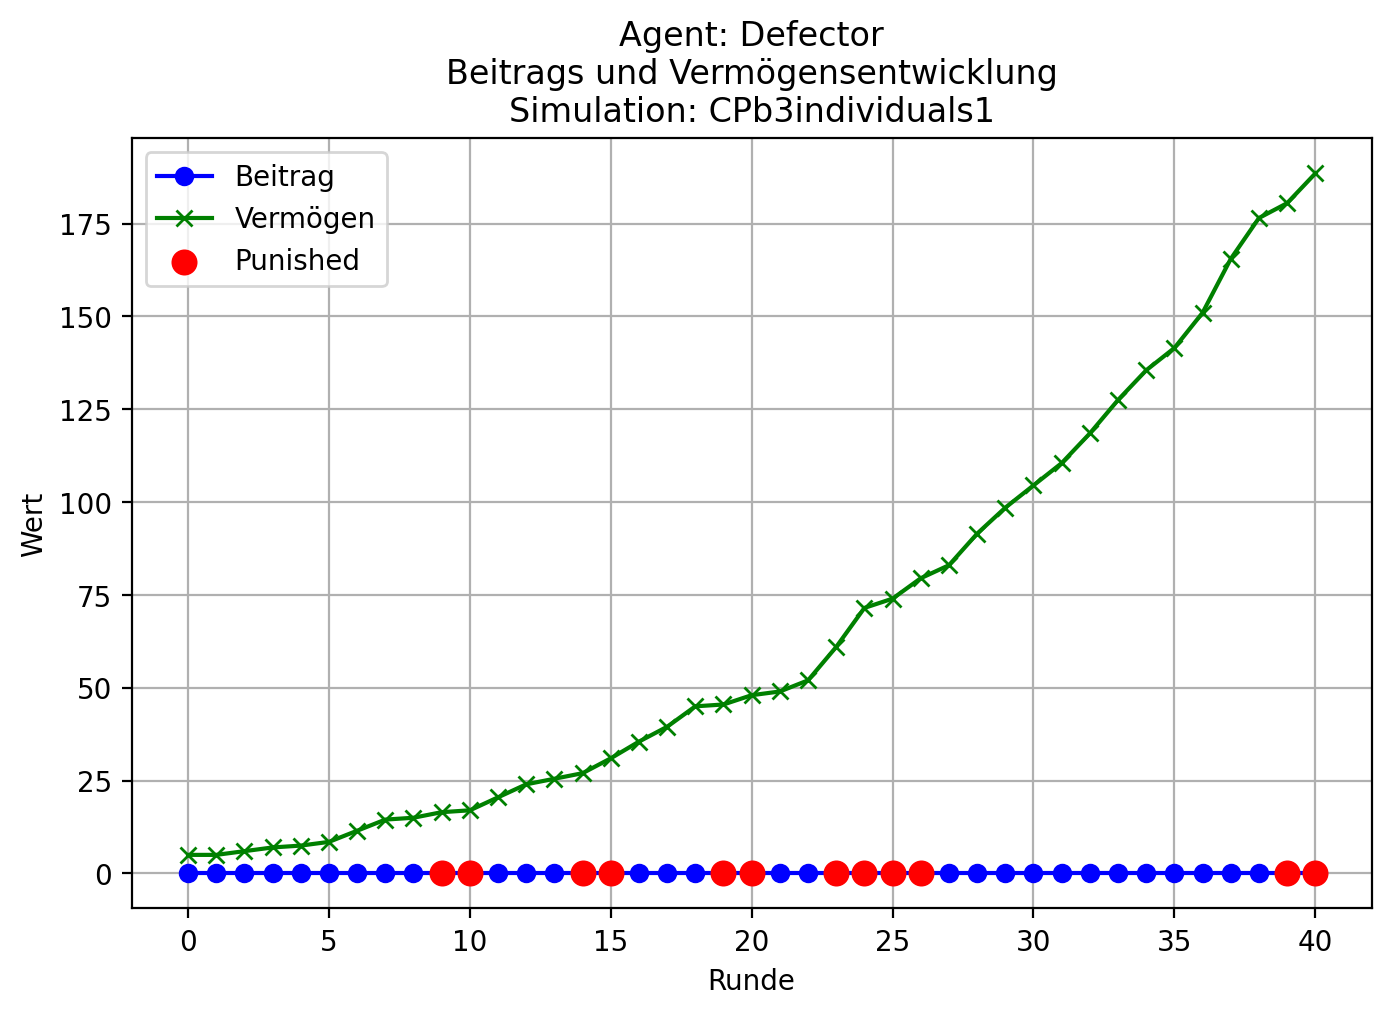 Agent: Defector
Beitrags und Vermögensentwicklung
Simulation: CPb3individuals1
Beitrag
Vermögen
Punished
Wert
175
150
125
100
75
50
25
0
0 5 10 15 20 25 30 35 40
Runde